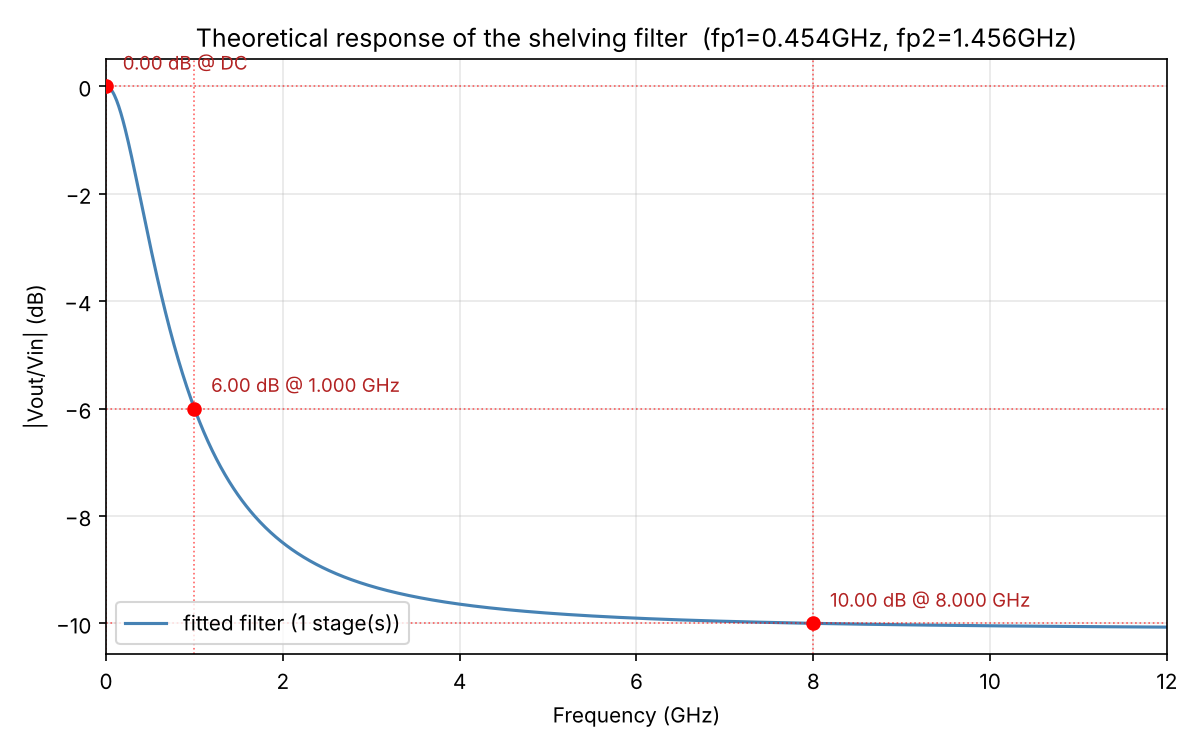 Theoretical response of the shelving filter  (fp1=0.454GHz, fp2=1.456GHz)
0.00 dB @ DC
0
−2
−4
−6
−8
−10
|Vout/Vin| (dB)
6.00 dB @ 1.000 GHz
10.00 dB @ 8.000 GHz
fitted filter (1 stage(s))
0
2
4
6
8
10
12
Frequency (GHz)